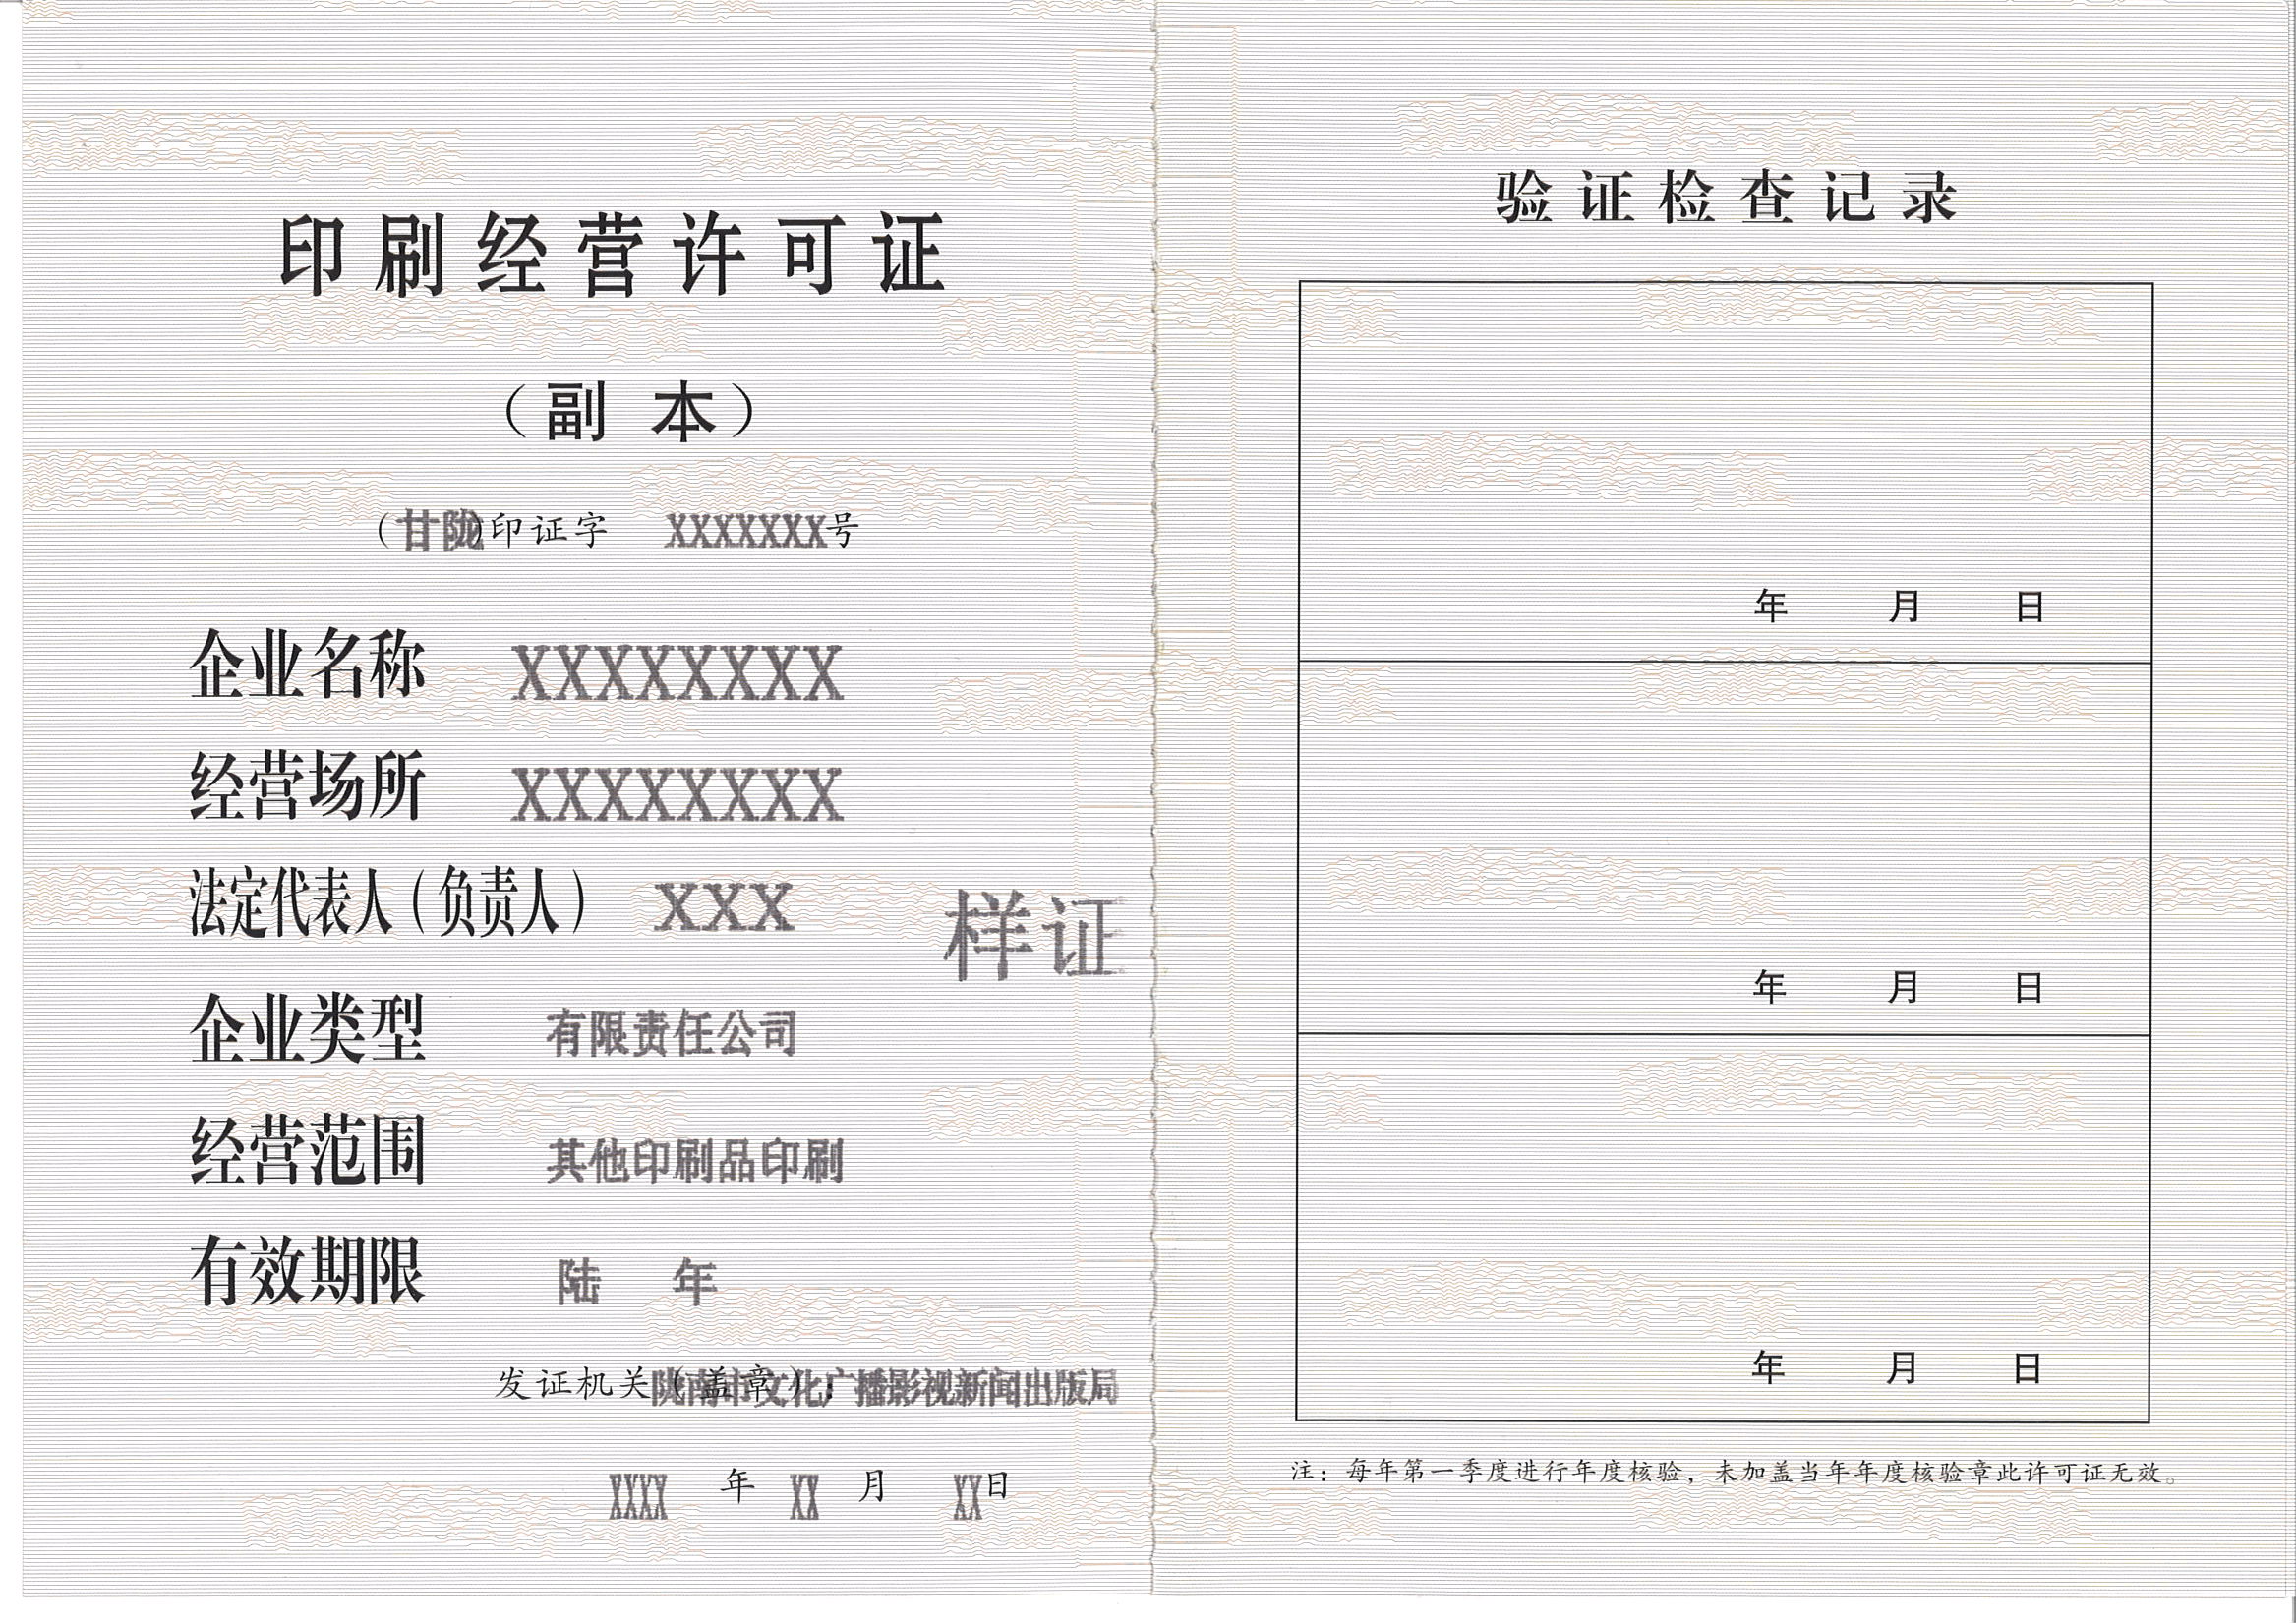 印刷经营许可证
（副 本）
（甘陇）印证字 XXXXXXX号
企业名称 XXXXXXXX
经营场所 XXXXXXXX
法定代表人（负责人） XXX
样证
企业类型 有限责任公司
经营范围 其他印刷品印刷
有效期限 陆 年
发证机关（盖章）：陇南市文化广播影视新闻出版局
XXXX 年 XX 月 XX日
验证检查记录
年 月 日
年 月 日
年 月 日
注：每年第一季度进行年度核验，未加盖当年年度核验章此许可证无效。